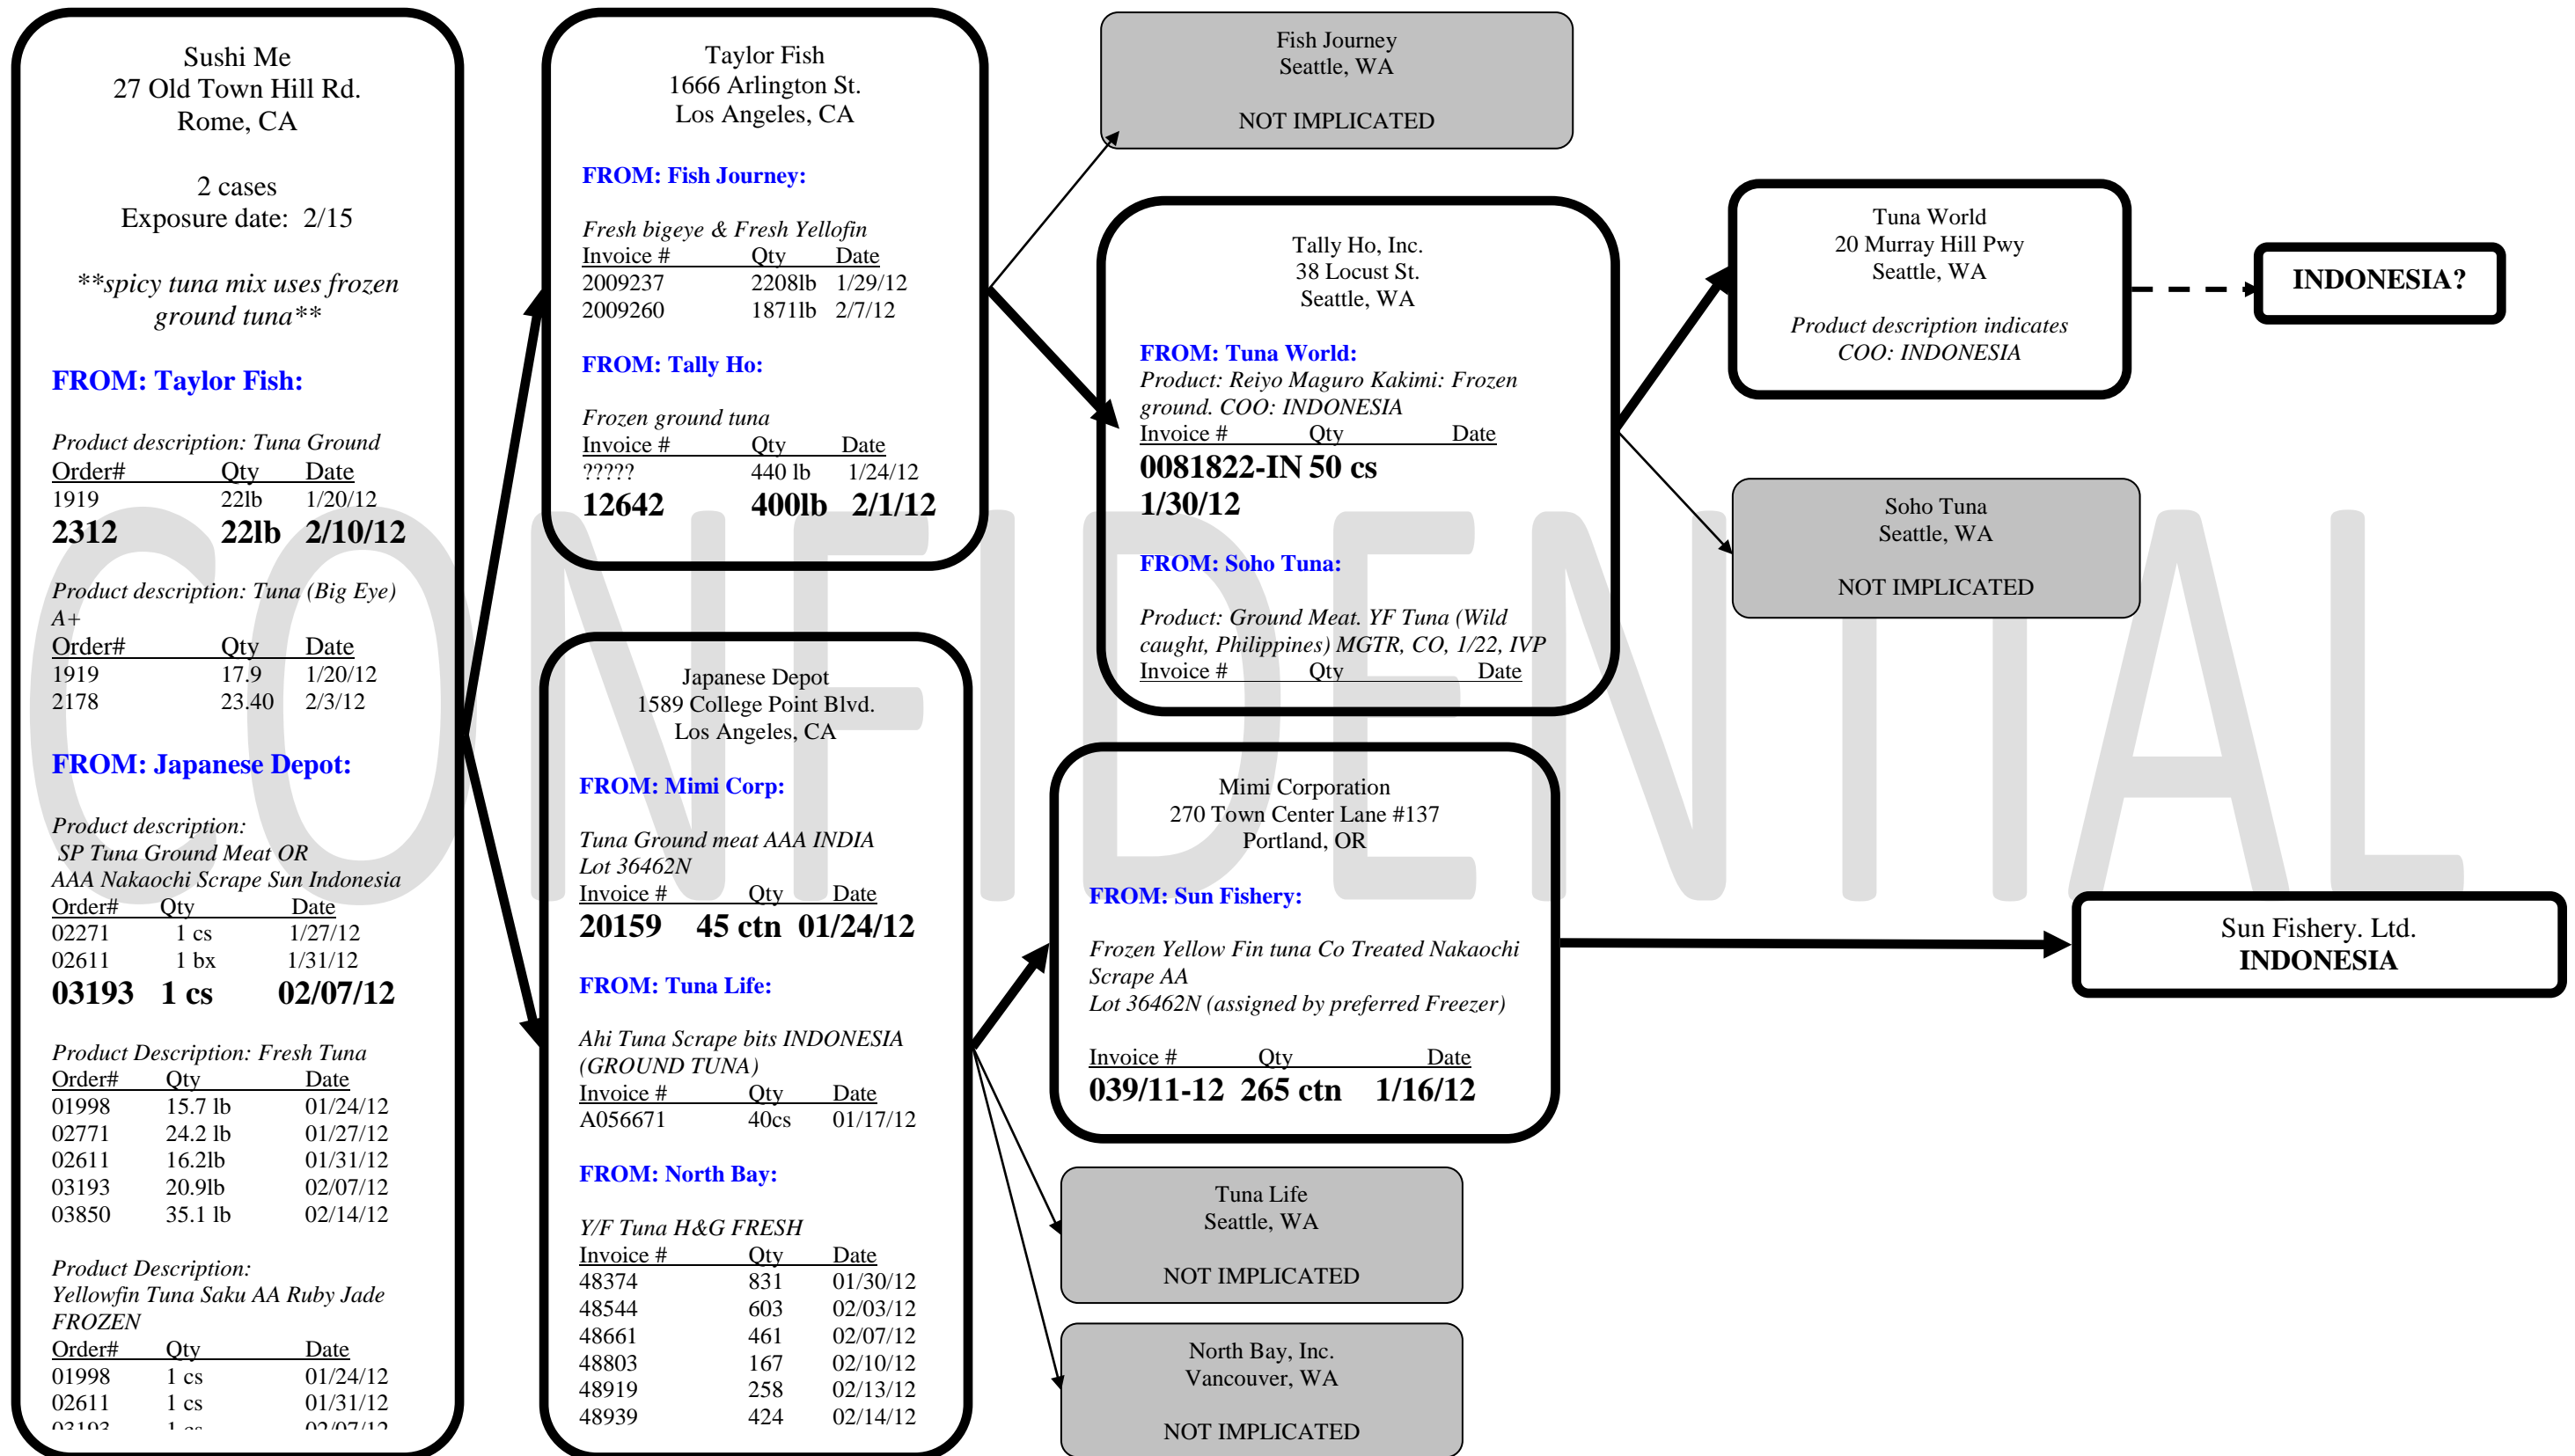 Sushi Me
27 Old Town Hill Rd.
Rome, CA
2 cases
Exposure date: 2/15
**spicy tuna mix uses frozen
ground tuna**
FROM: Taylor Fish:
Product description: Tuna Ground
Order# Qty Date
1919 22lb 1/20/12
2312 22lb 2/10/12
Product description: Tuna (Big Eye)
A+
Order# Qty Date
1919 17.9 1/20/12
2178 23.40 2/3/12
FROM: Japanese Depot:
Product description:
SP Tuna Ground Meat OR
AAA Nakaochi Scrape Sun Indonesia
Order# Qty Date
02271 1 cs 1/27/12
02611 1 bx 1/31/12
03193 1 cs 02/07/12
Product Description: Fresh Tuna
Order# Qty Date
01998 15.7 lb 01/24/12
02771 24.2 lb 01/27/12
02611 16.2lb 01/31/12
03193 20.9lb 02/07/12
03850 35.1 lb 02/14/12
Product Description:
Yellowfin Tuna Saku AA Ruby Jade
FROZEN
Order# Qty Date
01998 1 cs 01/24/12
02611 1 cs 01/31/12
03193 1 cs 02/07/12
Taylor Fish
1666 Arlington St.
Los Angeles, CA
FROM: Fish Journey:
Fresh bigeye & Fresh Yellofin
Invoice # Qty Date
2009237 2208lb 1/29/12
2009260 1871lb 2/7/12
FROM: Tally Ho:
Frozen ground tuna
Invoice # Qty Date
????? 440 lb 1/24/12
12642 400lb 2/1/12
Japanese Depot
1589 College Point Blvd.
Los Angeles, CA
FROM: Mimi Corp:
Tuna Ground meat AAA INDIA
Lot 36462N
Invoice # Qty Date
20159 45 ctn 01/24/12
FROM: Tuna Life:
Ahi Tuna Scrape bits INDONESIA
(GROUND TUNA)
Invoice # Qty Date
A056671 40cs 01/17/12
FROM: North Bay:
Y/F Tuna H&G FRESH
Invoice # Qty Date
48374 831 01/30/12
48544 603 02/03/12
48661 461 02/07/12
48803 167 02/10/12
48919 258 02/13/12
48939 424 02/14/12
Fish Journey
Seattle, WA
NOT IMPLICATED
Tally Ho, Inc.
38 Locust St.
Seattle, WA
FROM: Tuna World:
Product: Reiyo Maguro Kakimi: Frozen
ground. COO: INDONESIA
Invoice # Qty Date
0081822-IN 50 cs
1/30/12
FROM: Soho Tuna:
Product: Ground Meat. YF Tuna (Wild
caught, Philippines) MGTR, CO, 1/22, IVP
Invoice # Qty Date
Mimi Corporation
270 Town Center Lane #137
Portland, OR
FROM: Sun Fishery:
Frozen Yellow Fin tuna Co Treated Nakaochi
Scrape AA
Lot 36462N (assigned by preferred Freezer)
Invoice # Qty Date
039/11-12 265 ctn 1/16/12
Tuna Life
Seattle, WA
NOT IMPLICATED
North Bay, Inc.
Vancouver, WA
NOT IMPLICATED
Tuna World
20 Murray Hill Pwy
Seattle, WA
Product description indicates
COO: INDONESIA
Soho Tuna
Seattle, WA
NOT IMPLICATED
INDONESIA?
Sun Fishery. Ltd.
INDONESIA
CONFIDENTIAL